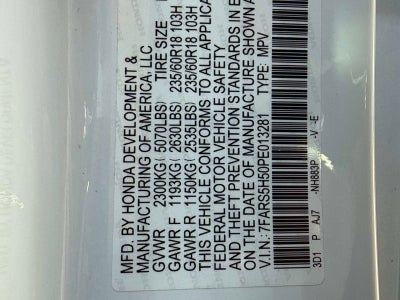 MFD. BY HONDA DEVELOPMENT &
MANUFACTURING OF AMERICA, LLC
GVWR 2300KG( 5070LBS) TIRE SIZE
GAWR F 1193KG( 2630LBS) 235/60R18 103H
GAWR R 1150KG( 2535LBS) 235/60R18 103H
THIS VEHICLE CONFORMS TO ALL APPLICA
FEDERAL MOTOR VEHICLE SAFETY
AND THEFT PREVENTION STANDARDS IN E
ON THE DATE OF MANUFACTURE SHOWN A
V.I.N.: 7FARS5H50PE013281 TYPE: MPV
3D1 P AJ7 -NH883P -V -E